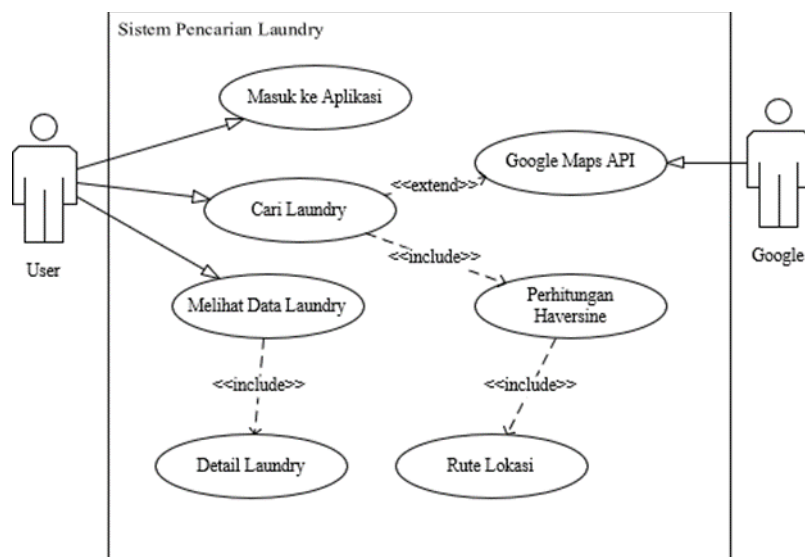 Sistem Pencarian Laundry
Masuk ke Aplikasi
Google Maps API
<<extend>>
Cari Laundry
<<include>>
User
Google
Melihat Data Laundry
Perhitungan
Haversine
<<include>>
<<include>>
Detail Laundry
Rute Lokasi